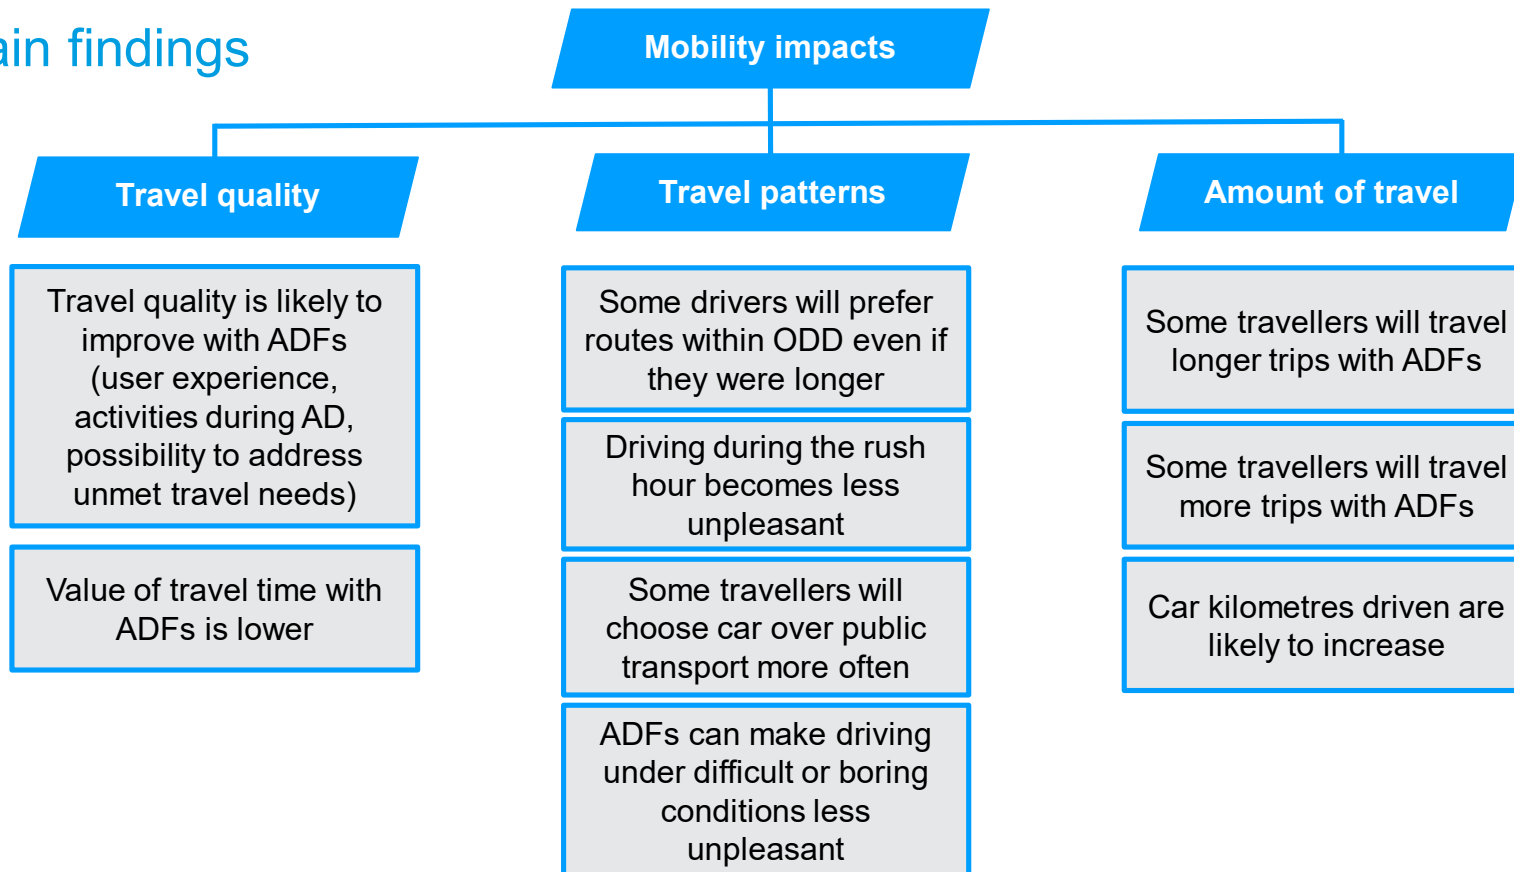 ain findings
Mobility impacts
Travel quality
Travel quality is likely to
improve with ADFs
(user experience,
activities during AD,
possibility to address
unmet travel needs)
Value of travel time with
ADFs is lower
Travel patterns
Some drivers will prefer
routes within ODD even if
they were longer
Driving during the rush
hour becomes less
unpleasant
Some travellers will
choose car over public
transport more often
ADFs can make driving
under difficult or boring
conditions less
unpleasant
Amount of travel
Some travellers will travel
longer trips with ADFs
Some travellers will travel
more trips with ADFs
Car kilometres driven are
likely to increase